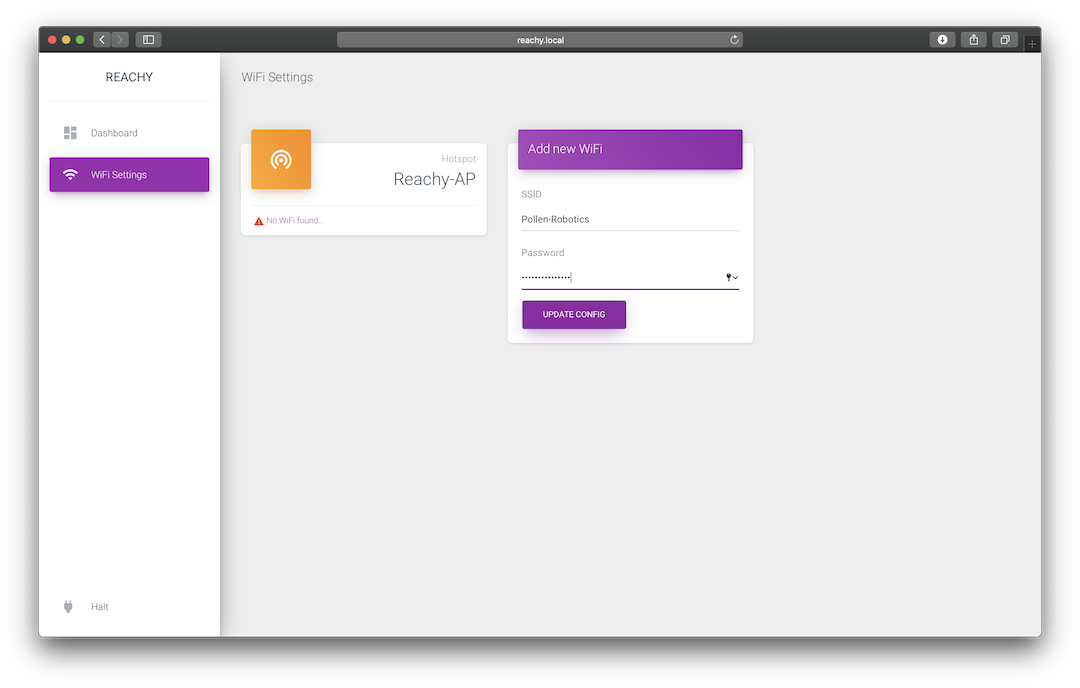 reachy.local
REACHY
Dashboard
WiFi Settings
Halt
WiFi Settings
Hotspot
Reachy-AP
No WiFi found...
Add new WiFi
SSID
Pollen-Robotics
Password
•••••••••••••••
UPDATE CONFIG